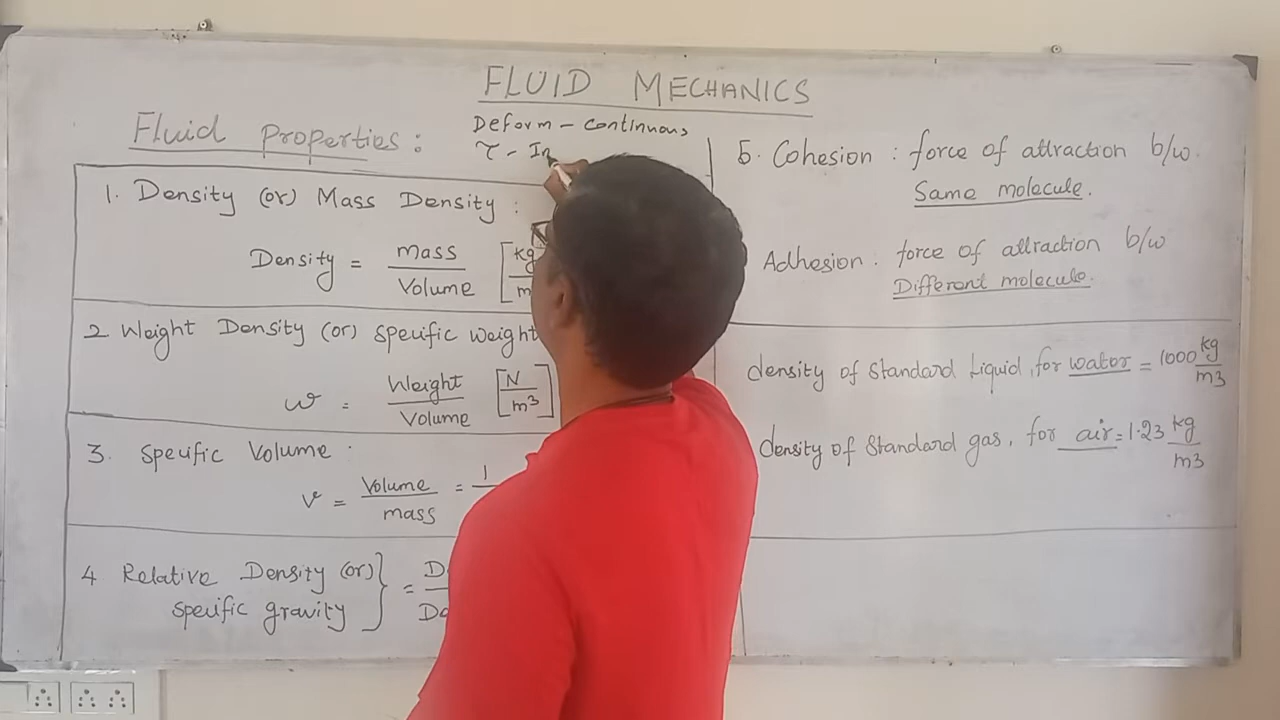 FLUID MECHANICS
Fluid Properties:
Deform - continuous
τ - In
1. Density (or) Mass Density :
Density = mass / Volume [kg / m
2 Weight Density (or) specific weight
w = Weight / Volume [N / m³]
3. Specific Volume :
v = Volume / mass = 1
4 Relative Density (or) } = D
specific gravity
5. Cohesion : force of attraction b/w.
Same molecule.
Adhesion : force of attraction b/w
Different molecule.
density of Standard Liquid, for water = 1000 kg / m3
density of Standard gas, for air = 1.23 kg / m3